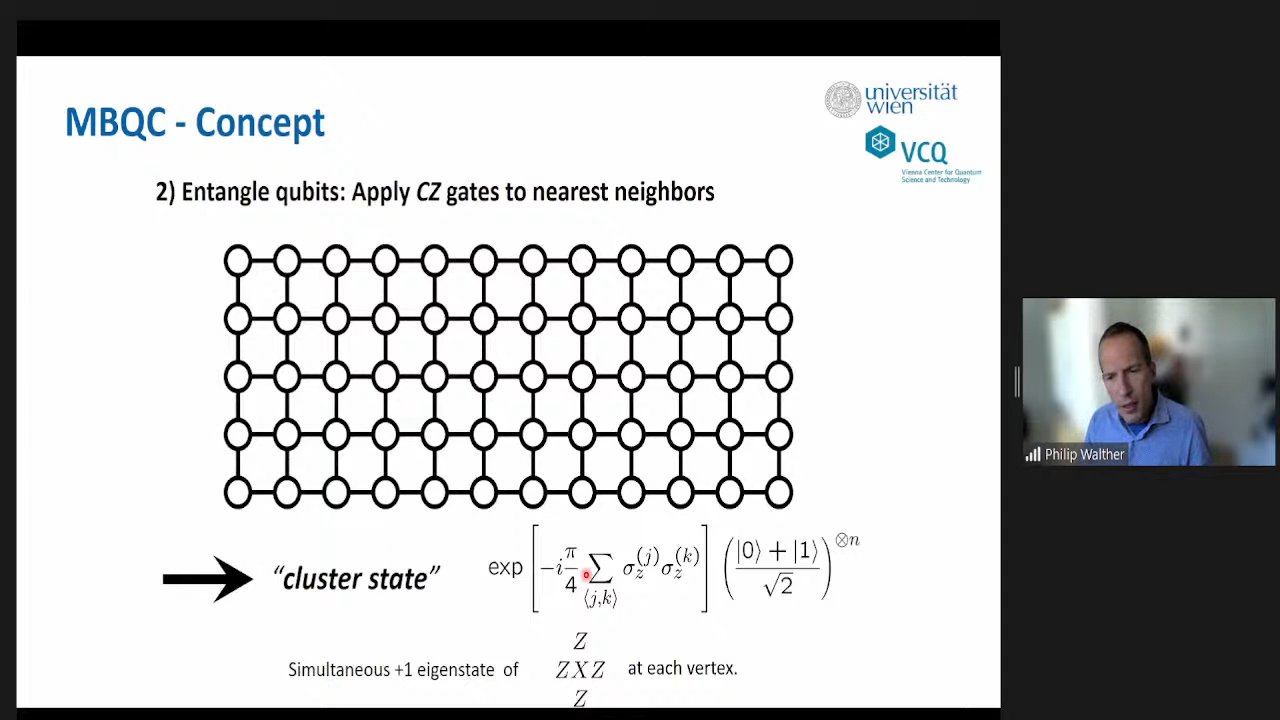 MBQC - Concept
universität
wien
VCQ
Vienna Center for Quantum
Science and Technology
2) Entangle qubits: Apply CZ gates to nearest neighbors
Philip Walther
"cluster state"
exp [ −i π/4 ∑⟨j,k⟩ σz(j) σz(k) ] ( |0⟩ + |1⟩ / √2 )⊗n
Z
Simultaneous +1 eigenstate of Z X Z at each vertex.
Z